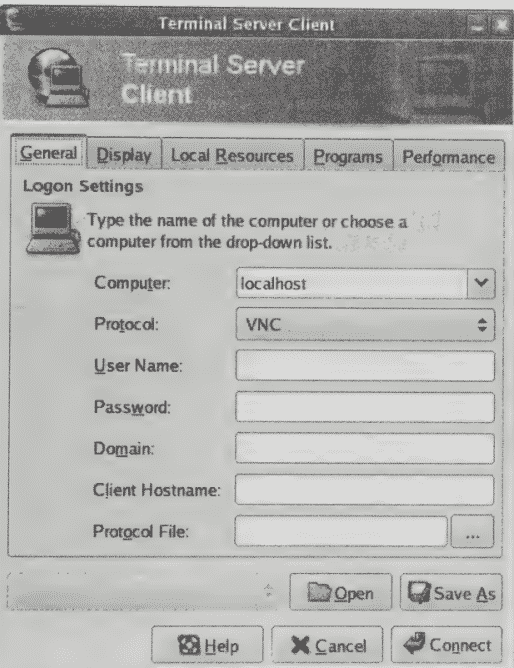 Terminal Server Client
Terminal Server
Client
General Display Local Resources Programs Performance
Logon Settings
Type the name of the computer or choose a
computer from the drop-down list.
Computer: localhost
Protocol: VNC
User Name:
Password:
Domain:
Client Hostname:
Protocol File: ...
Open Save As
Help Cancel Connect